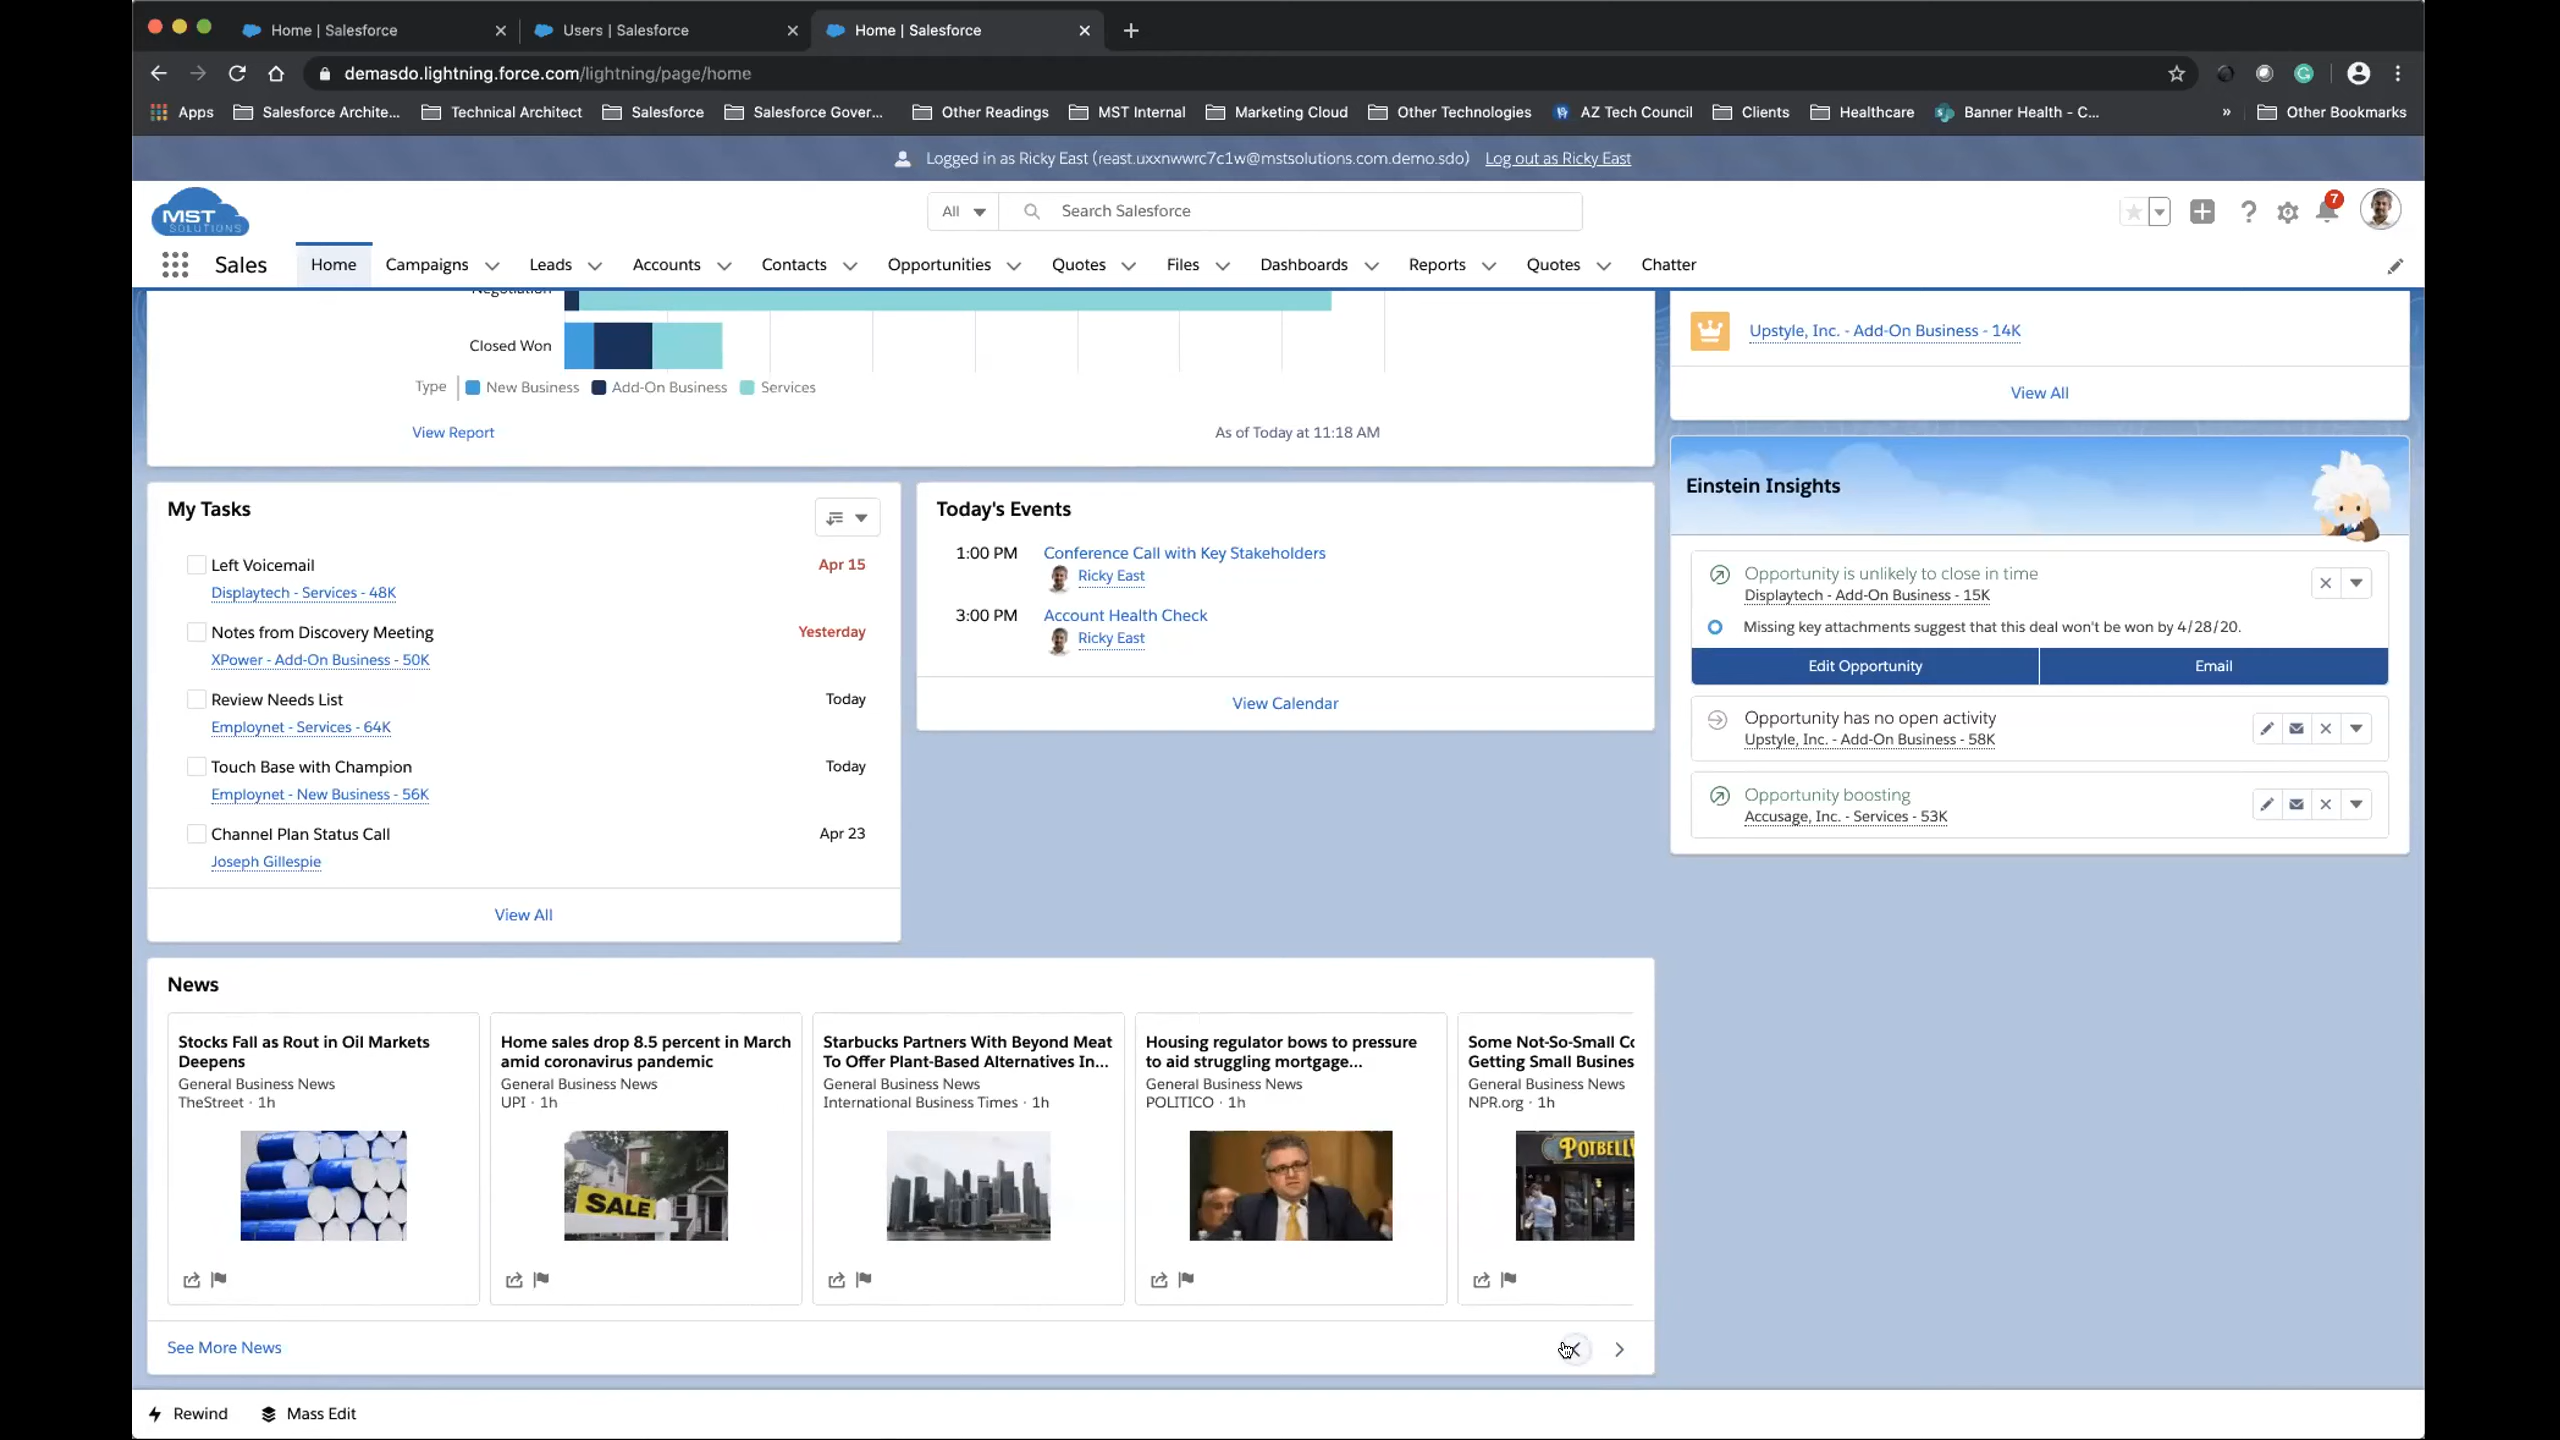 Home | Salesforce
Users | Salesforce
Home | Salesforce
demasdo.lightning.force.com/lightning/page/home
Apps
Salesforce Archite...
Technical Architect
Salesforce
Salesforce Gover...
Other Readings
MST Internal
Marketing Cloud
Other Technologies
AZ Tech Council
Clients
Healthcare
Banner Health - C...
»
Other Bookmarks
Logged in as Ricky East (reast.uxxnwwrc7c1w@mstsolutions.com.demo.sdo) Log out as Ricky East
MST
SOLUTIONS
All
Search Salesforce
7
Sales
Home
Campaigns
Leads
Accounts
Contacts
Opportunities
Quotes
Files
Dashboards
Reports
Quotes
Chatter
Negotiation
Closed Won
Type
New Business
Add-On Business
Services
View Report
As of Today at 11:18 AM
Upstyle, Inc. - Add-On Business - 14K
View All
My Tasks
Left Voicemail
Apr 15
Displaytech - Services - 48K
Notes from Discovery Meeting
Yesterday
XPower - Add-On Business - 50K
Review Needs List
Today
Employnet - Services - 64K
Touch Base with Champion
Today
Employnet - New Business - 56K
Channel Plan Status Call
Apr 23
Joseph Gillespie
View All
Today's Events
1:00 PM
Conference Call with Key Stakeholders
Ricky East
3:00 PM
Account Health Check
Ricky East
View Calendar
Einstein Insights
Opportunity is unlikely to close in time
Displaytech - Add-On Business - 15K
Missing key attachments suggest that this deal won't be won by 4/28/20.
Edit Opportunity
Email
Opportunity has no open activity
Upstyle, Inc. - Add-On Business - 58K
Opportunity boosting
Accusage, Inc. - Services - 53K
News
Stocks Fall as Rout in Oil Markets
Deepens
General Business News
TheStreet · 1h
Home sales drop 8.5 percent in March
amid coronavirus pandemic
General Business News
UPI · 1h
SALE
Starbucks Partners With Beyond Meat
To Offer Plant-Based Alternatives In...
General Business News
International Business Times · 1h
Housing regulator bows to pressure
to aid struggling mortgage...
General Business News
POLITICO · 1h
Some Not-So-Small Co
Getting Small Busines
General Business News
NPR.org · 1h
POTBELL
See More News
Rewind
Mass Edit